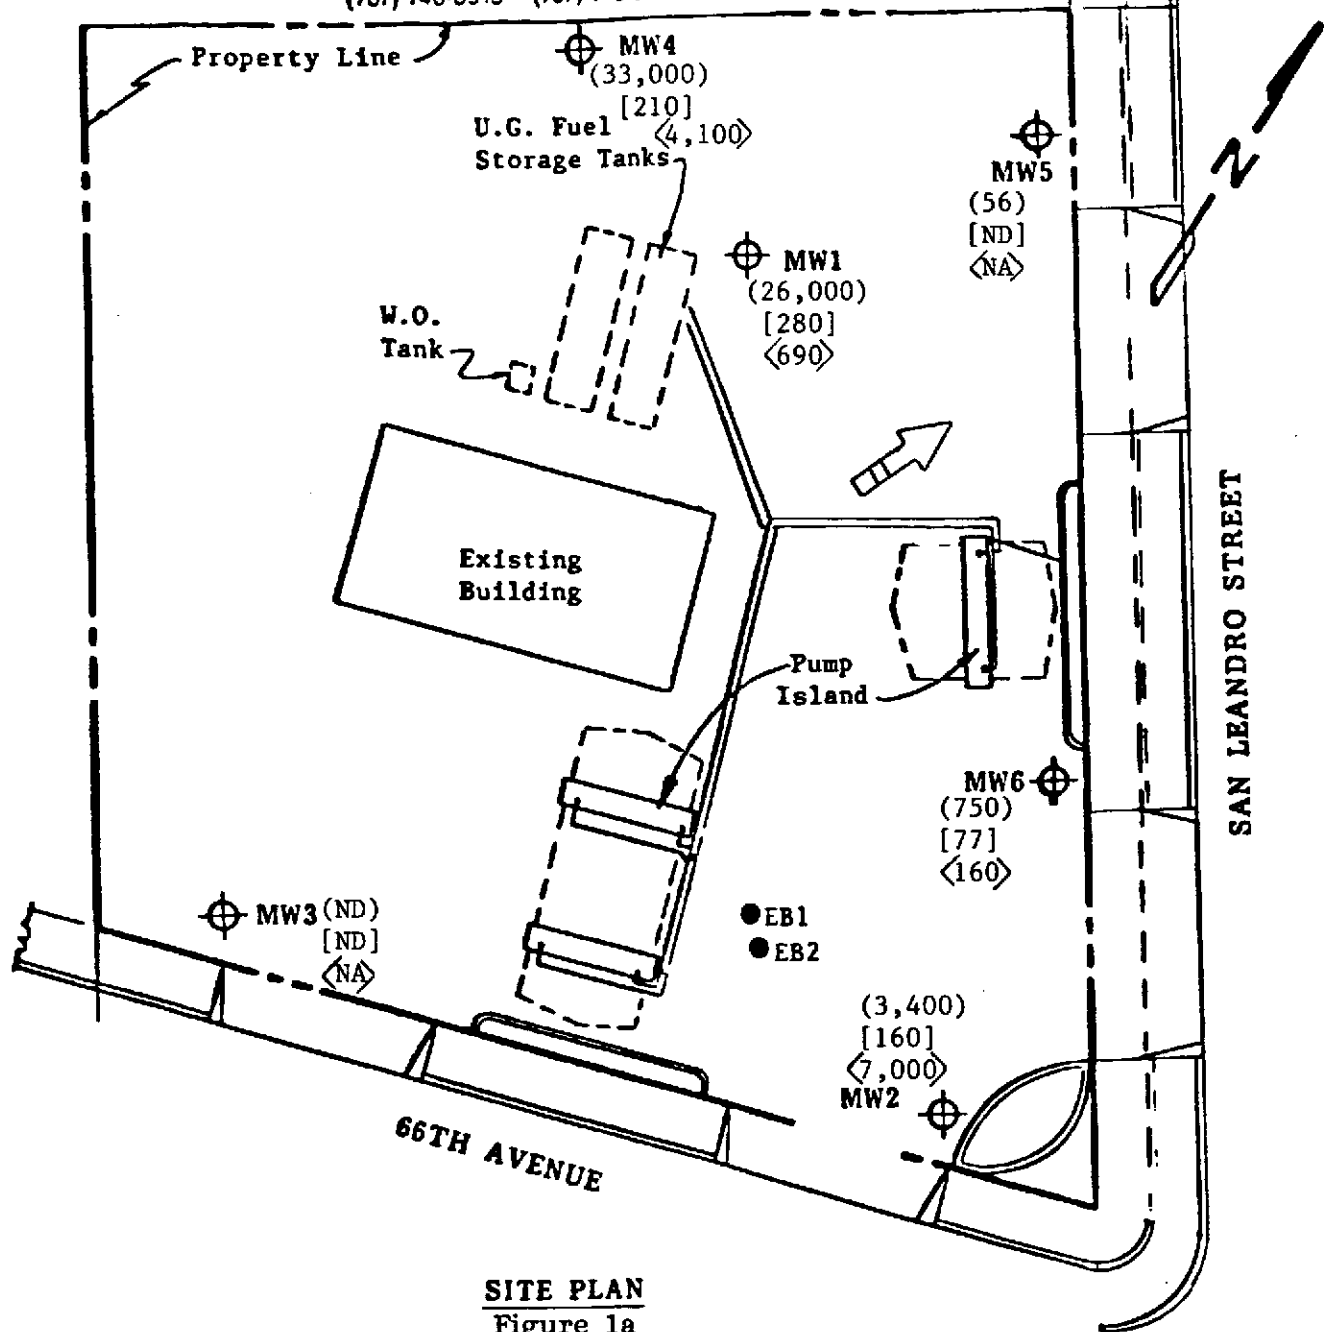 Property Line
MW4
(33,000)
[210]
<4,100>
U.G. Fuel
Storage Tanks
MW5
(56)
[ND]
<NA>
N
MW1
(26,000)
[280]
<690>
W.O.
Tank
Existing
Building
Pump
Island
SAN LEANDRO STREET
MW6
(750)
[77]
<160>
MW3 (ND)
[ND]
<NA>
EB1
EB2
(3,400)
[160]
<7,000>
MW2
66TH AVENUE
SITE PLAN
Figure 1a